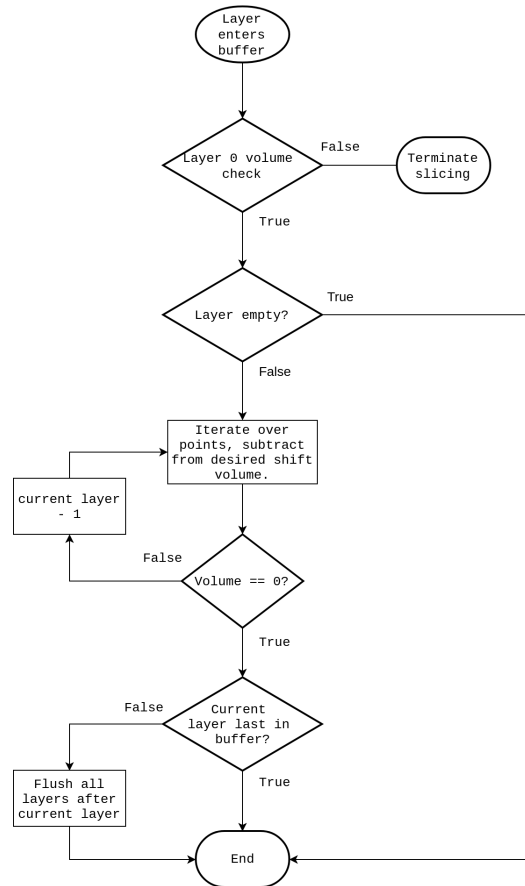 Layer
enters
buffer
Layer 0 volume
check
False
Terminate
slicing
True
Layer empty?
True
False
Iterate over
points, subtract
from desired shift
volume.
current layer
- 1
False
Volume == 0?
True
False
Current
layer last in
buffer?
True
Flush all
layers after
current layer
End